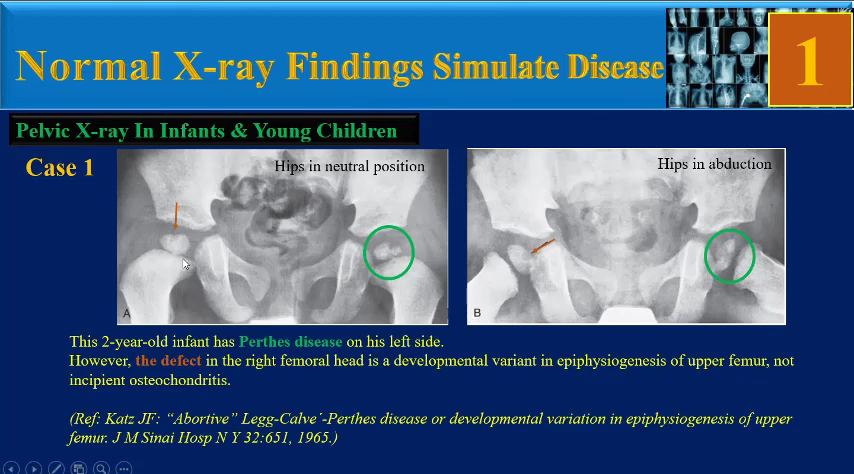 Normal X-ray Findings Simulate Disease
1
Pelvic X-ray In Infants & Young Children
Case 1
Hips in neutral position
Hips in abduction
A
B
This 2-year-old infant has Perthes disease on his left side.
However, the defect in the right femoral head is a developmental variant in epiphysiogenesis of upper femur, not
incipient osteochondritis.
(Ref: Katz JF: “Abortive” Legg-Calve´-Perthes disease or developmental variation in epiphysiogenesis of upper
femur. J M Sinai Hosp N Y 32:651, 1965.)